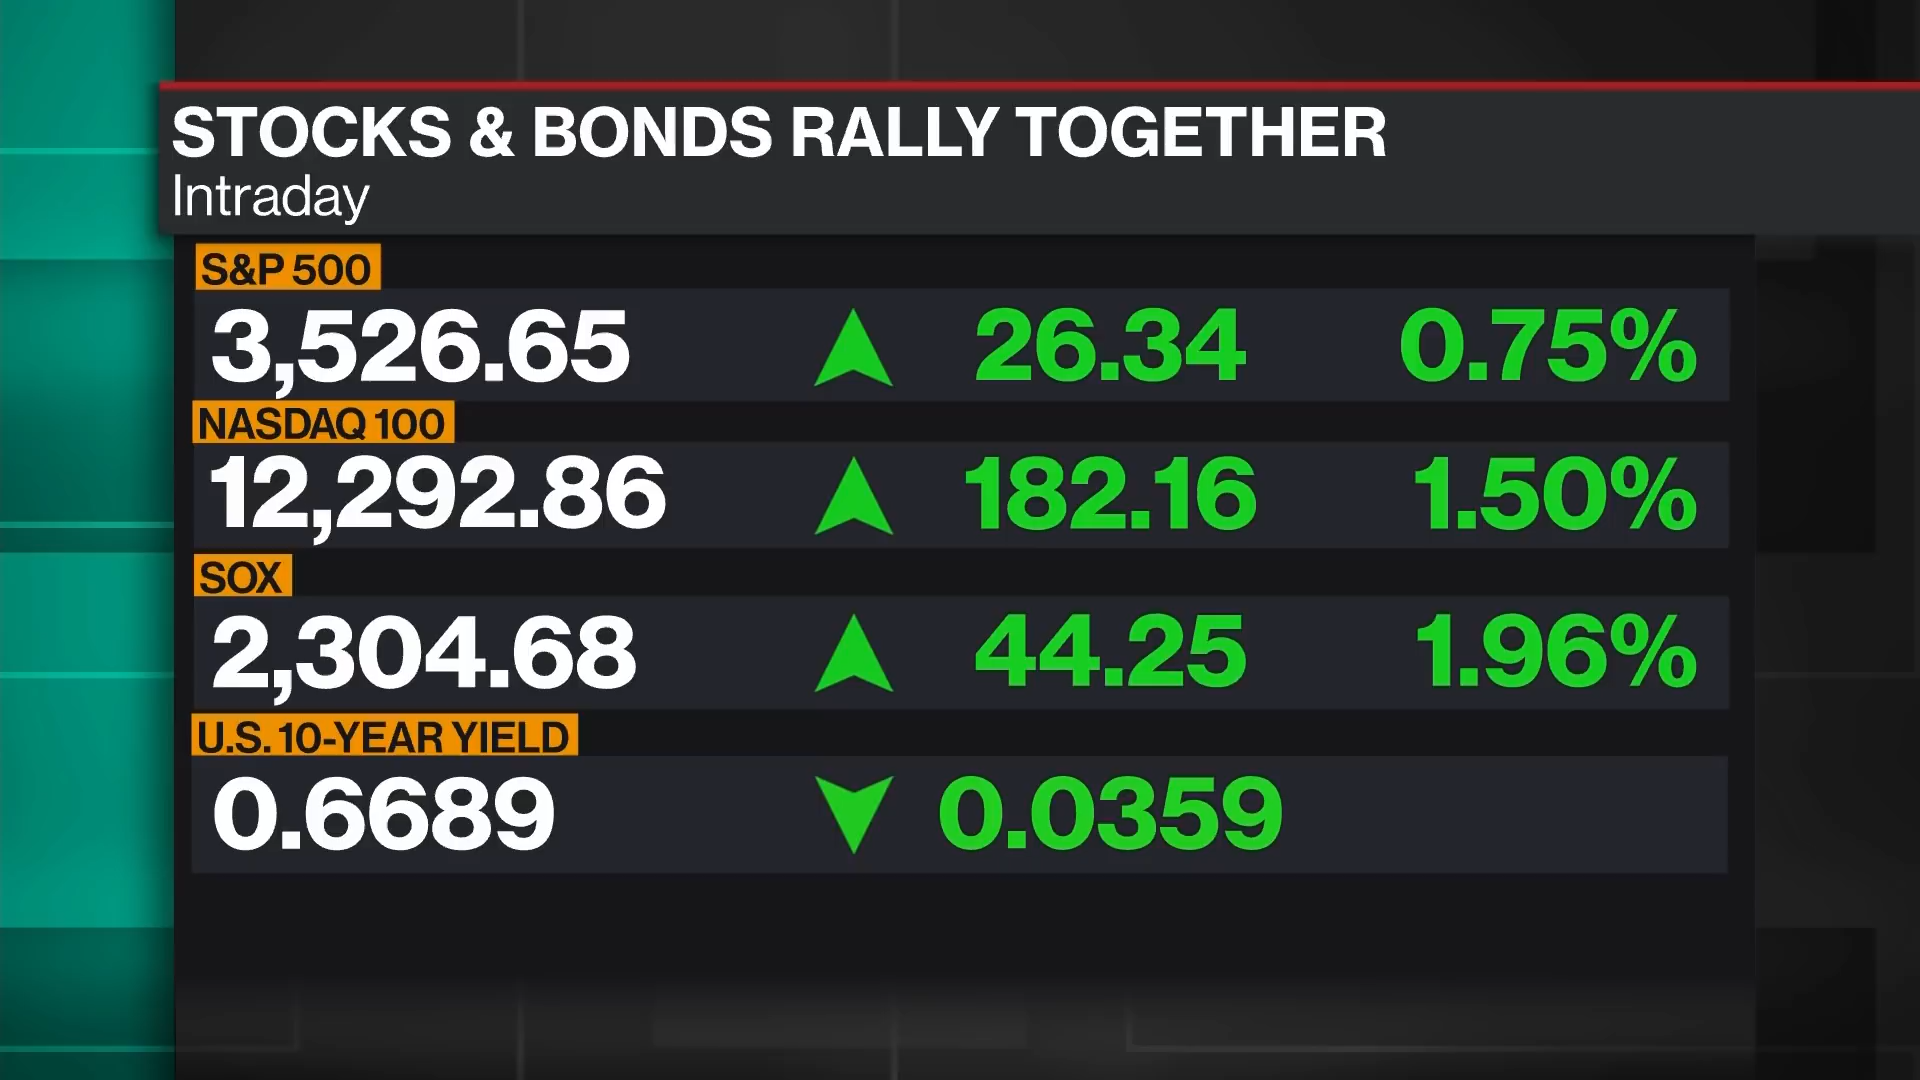 STOCKS & BONDS RALLY TOGETHER
Intraday
S&P 500
3,526.65 ▲ 26.34 0.75%
NASDAQ 100
12,292.86 ▲ 182.16 1.50%
SOX
2,304.68 ▲ 44.25 1.96%
U.S. 10-YEAR YIELD
0.6689 ▼ 0.0359